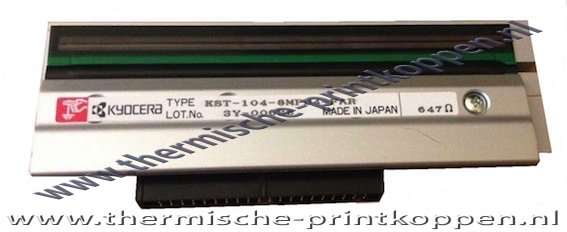 KYOCERA
TYPE KST-104-8MP
LOT.No. 3Y
MADE IN JAPAN
647Ω
www.thermische-printkoppen.nl
www.thermische-printkoppen.nl